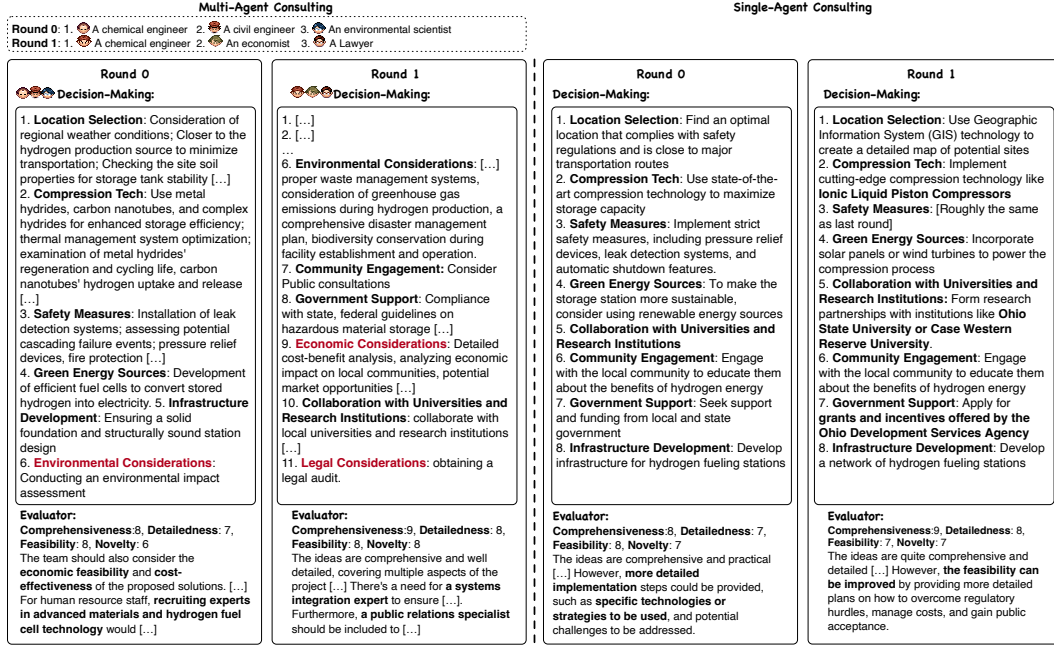 Multi-Agent Consulting
Round 0: 1. A chemical engineer 2. A civil engineer 3. An environmental scientist
Round 1: 1. A chemical engineer 2. An economist 3. A Lawyer
Round 0
Decision-Making:
1. Location Selection: Consideration of
regional weather conditions; Closer to the
hydrogen production source to minimize
transportation; Checking the site soil
properties for storage tank stability [...]
2. Compression Tech: Use metal
hydrides, carbon nanotubes, and complex
hydrides for enhanced storage efficiency;
thermal management system optimization;
examination of metal hydrides'
regeneration and cycling life, carbon
nanotubes' hydrogen uptake and release
[...]
3. Safety Measures: Installation of leak
detection systems; assessing potential
cascading failure events; pressure relief
devices, fire protection [...]
4. Green Energy Sources: Development
of efficient fuel cells to convert stored
hydrogen into electricity. 5. Infrastructure
Development: Ensuring a solid
foundation and structurally sound station
design
6. Environmental Considerations:
Conducting an environmental impact
assessment
Evaluator:
Comprehensiveness:8, Detailedness: 7,
Feasibility: 8, Novelty: 6
The team should also consider the
economic feasibility and cost-
effectiveness of the proposed solutions. [...]
For human resource staff, recruiting experts
in advanced materials and hydrogen fuel
cell technology would [...]
Round 1
Decision-Making:
1. [...]
2. [...]
...
6. Environmental Considerations: [...]
proper waste management systems,
consideration of greenhouse gas
emissions during hydrogen production, a
comprehensive disaster management
plan, biodiversity conservation during
facility establishment and operation.
7. Community Engagement: Consider
Public consultations
8. Government Support: Compliance
with state, federal guidelines on
hazardous material storage [...]
9. Economic Considerations: Detailed
cost-benefit analysis, analyzing economic
impact on local communities, potential
market opportunities [...]
10. Collaboration with Universities and
Research Institutions: collaborate with
local universities and research institutions
[...]
11. Legal Considerations: obtaining a
legal audit.
Evaluator:
Comprehensiveness:9, Detailedness: 8,
Feasibility: 8, Novelty: 8
The ideas are comprehensive and well
detailed, covering multiple aspects of the
project [...] There's a need for a systems
integration expert to ensure [...].
Furthermore, a public relations specialist
should be included to [...]
Single-Agent Consulting
Round 0
Decision-Making:
1. Location Selection: Find an optimal
location that complies with safety
regulations and is close to major
transportation routes
2. Compression Tech: Use state-of-the-
art compression technology to maximize
storage capacity
3. Safety Measures: Implement strict
safety measures, including pressure relief
devices, leak detection systems, and
automatic shutdown features.
4. Green Energy Sources: To make the
storage station more sustainable,
consider using renewable energy sources
5. Collaboration with Universities and
Research Institutions
6. Community Engagement: Engage
with the local community to educate them
about the benefits of hydrogen energy
7. Government Support: Seek support
and funding from local and state
government
8. Infrastructure Development: Develop
infrastructure for hydrogen fueling stations
Evaluator:
Comprehensiveness:8, Detailedness: 7,
Feasibility: 8, Novelty: 7
The ideas are comprehensive and practical
[...] However, more detailed
implementation steps could be provided,
such as specific technologies or
strategies to be used, and potential
challenges to be addressed.
Round 1
Decision-Making:
1. Location Selection: Use Geographic
Information System (GIS) technology to
create a detailed map of potential sites
2. Compression Tech: Implement
cutting-edge compression technology like
Ionic Liquid Piston Compressors
3. Safety Measures: [Roughly the same
as last round]
4. Green Energy Sources: Incorporate
solar panels or wind turbines to power the
compression process
5. Collaboration with Universities and
Research Institutions: Form research
partnerships with institutions like Ohio
State University or Case Western
Reserve University.
6. Community Engagement: Engage
with the local community to educate them
about the benefits of hydrogen energy
7. Government Support: Apply for
grants and incentives offered by the
Ohio Development Services Agency
8. Infrastructure Development: Develop
a network of hydrogen fueling stations
Evaluator:
Comprehensiveness:9, Detailedness: 8,
Feasibility: 7, Novelty: 7
The ideas are quite comprehensive and
detailed [...] However, the feasibility can
be improved by providing more detailed
plans on how to overcome regulatory
hurdles, manage costs, and gain public
acceptance.